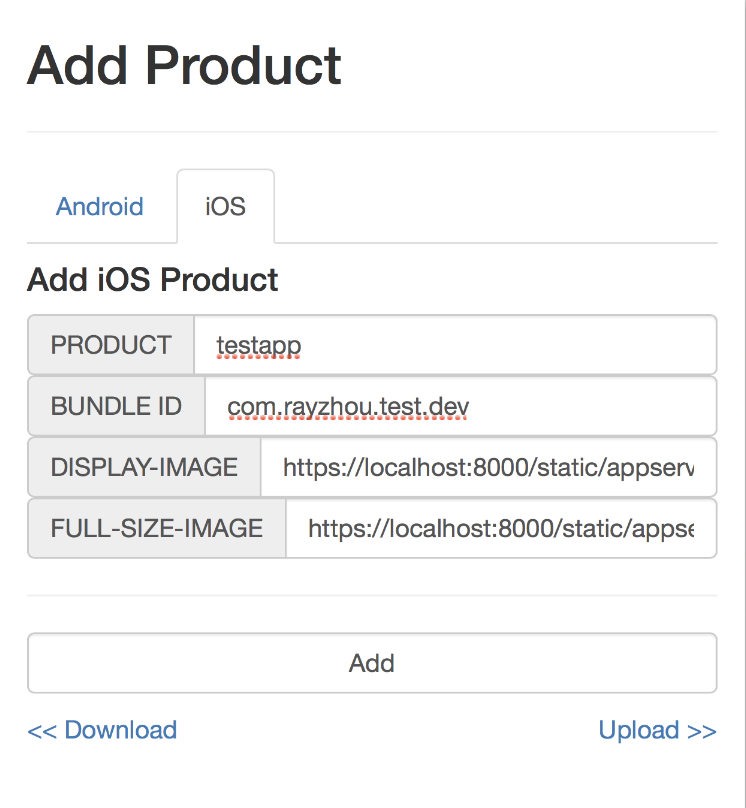 Add Product
Android iOS
Add iOS Product
PRODUCT testapp
BUNDLE ID com.rayzhou.test.dev
DISPLAY-IMAGE https://localhost:8000/static/appserv
FULL-SIZE-IMAGE https://localhost:8000/static/appse
Add
<< Download Upload >>